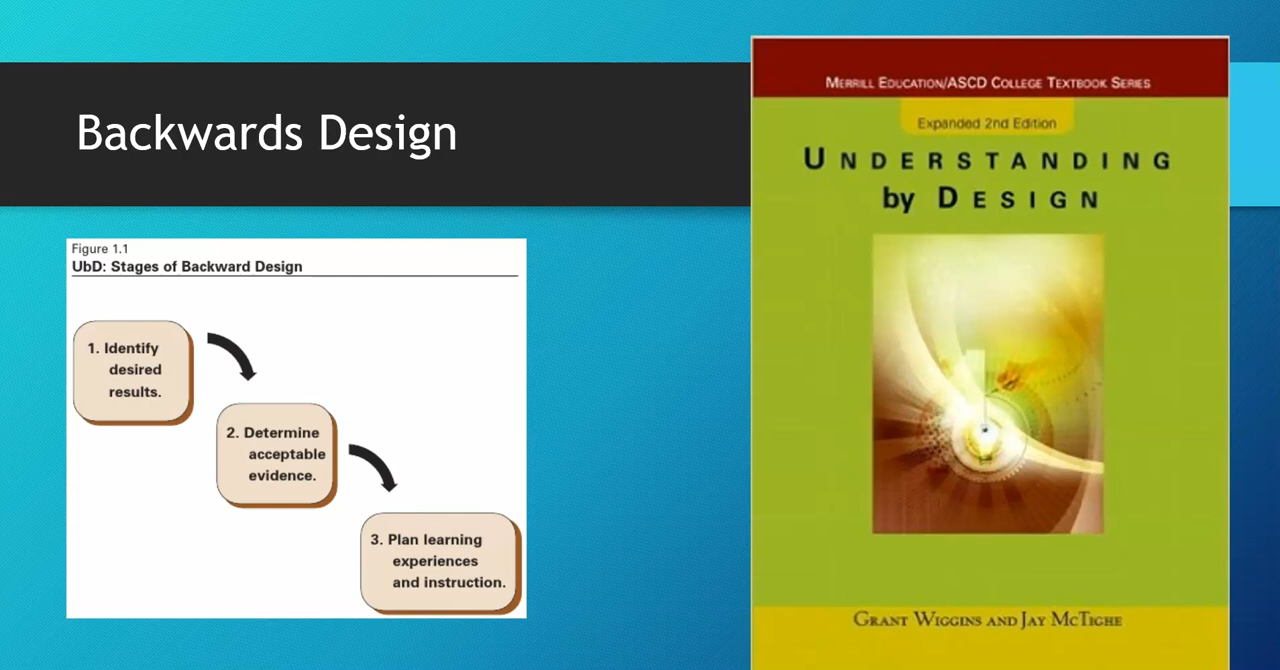 Backwards Design
Figure 1.1
UbD: Stages of Backward Design
1. Identify
desired
results.
2. Determine
acceptable
evidence.
3. Plan learning
experiences
and instruction.
MERRILL EDUCATION/ASCD COLLEGE TEXTBOOK SERIES
Expanded 2nd Edition
UNDERSTANDING
by DESIGN
GRANT WIGGINS AND JAY MCTIGHE